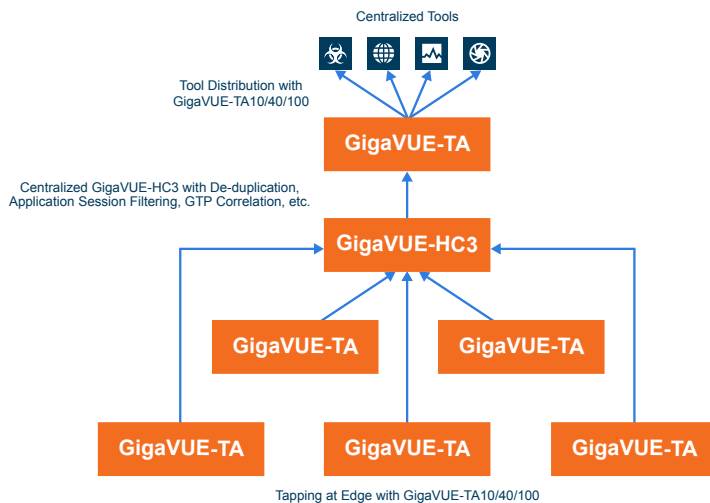 Centralized Tools
Tool Distribution with
GigaVUE-TA10/40/100
GigaVUE-TA
Centralized GigaVUE-HC3 with De-duplication,
Application Session Filtering, GTP Correlation, etc.
GigaVUE-HC3
GigaVUE-TA
GigaVUE-TA
GigaVUE-TA
GigaVUE-TA
GigaVUE-TA
Tapping at Edge with GigaVUE-TA10/40/100